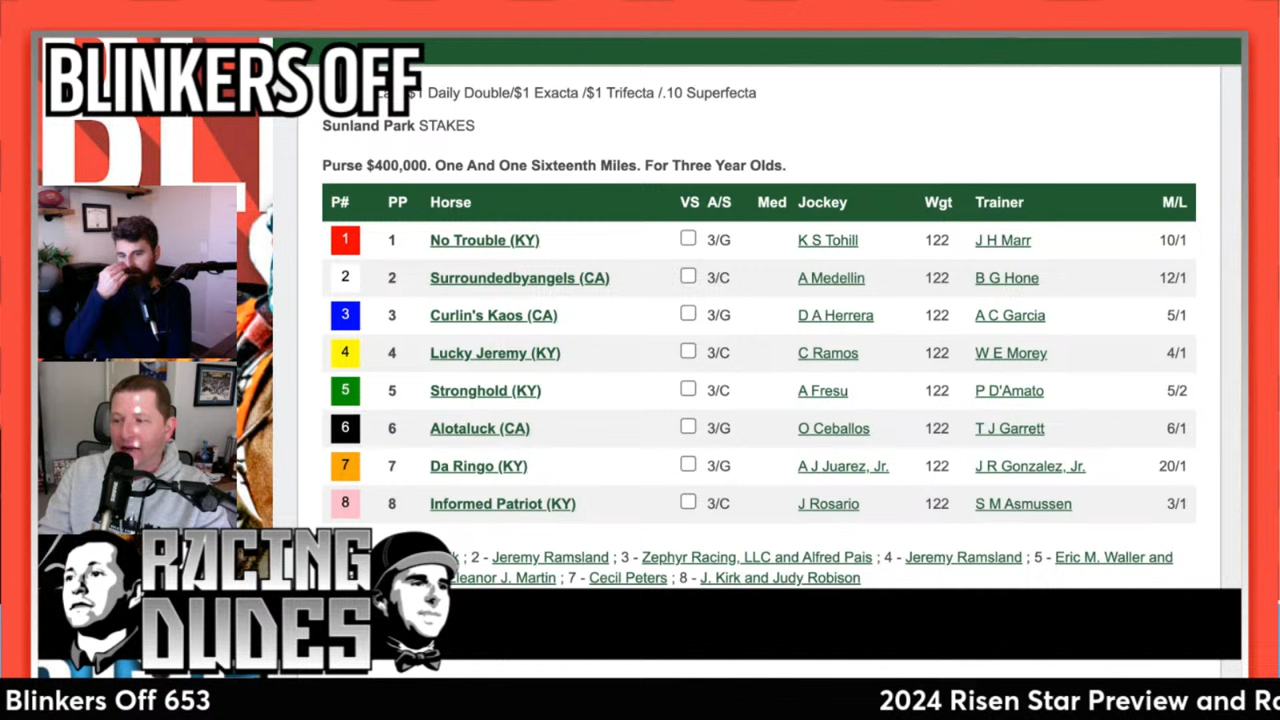 BLINKERS OFF
$1 Daily Double/$1 Exacta /$1 Trifecta /.10 Superfecta
Sunland Park STAKES
Purse $400,000. One And One Sixteenth Miles. For Three Year Olds.
P# PP Horse VS A/S Med Jockey Wgt Trainer M/L
1 1 No Trouble (KY) 3/G K S Tohill 122 J H Marr 10/1
2 2 Surroundedbyangels (CA) 3/C A Medellin 122 B G Hone 12/1
3 3 Curlin's Kaos (CA) 3/G D A Herrera 122 A C Garcia 5/1
4 4 Lucky Jeremy (KY) 3/C C Ramos 122 W E Morey 4/1
5 5 Stronghold (KY) 3/C A Fresu 122 P D'Amato 5/2
6 6 Alotaluck (CA) 3/C O Ceballos 122 T J Garrett 6/1
7 7 Da Ringo (KY) 3/G A J Juarez, Jr. 122 J R Gonzalez, Jr. 20/1
8 8 Informed Patriot (KY) 3/C J Rosario 122 S M Asmussen 3/1
; 2 - Jeremy Ramsland ; 3 - Zephyr Racing, LLC and Alfred Pais ; 4 - Jeremy Ramsland ; 5 - Eric M. Waller and
J. Martin ; 7 - Cecil Peters ; 8 - J. Kirk and Judy Robison
RACING
DUDES
Blinkers Off 653 2024 Risen Star Preview and